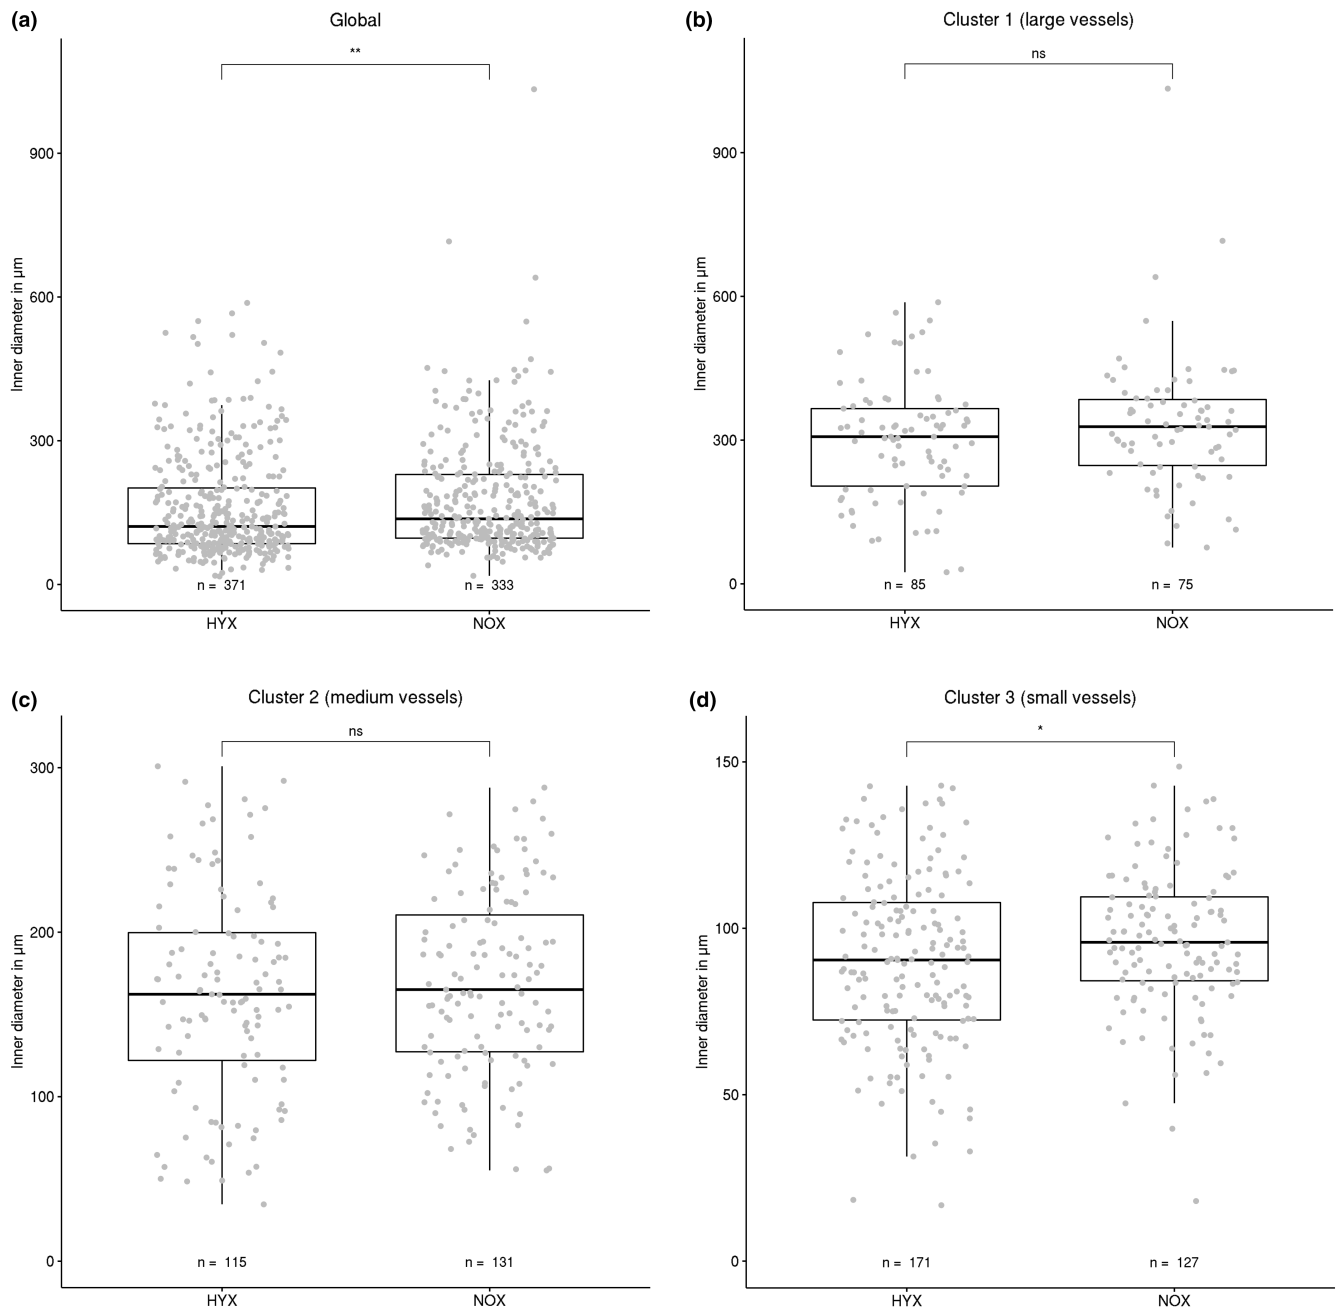 (a) Global
**
Inner diameter in µm
900
600
300
0
n = 371 n = 333
HYX NOX
(b) Cluster 1 (large vessels)
ns
Inner diameter in µm
900
600
300
0
n = 85 n = 75
HYX NOX
(c) Cluster 2 (medium vessels)
ns
Inner diameter in µm
300
200
100
0
n = 115 n = 131
HYX NOX
(d) Cluster 3 (small vessels)
*
Inner diameter in µm
150
100
50
0
n = 171 n = 127
HYX NOX